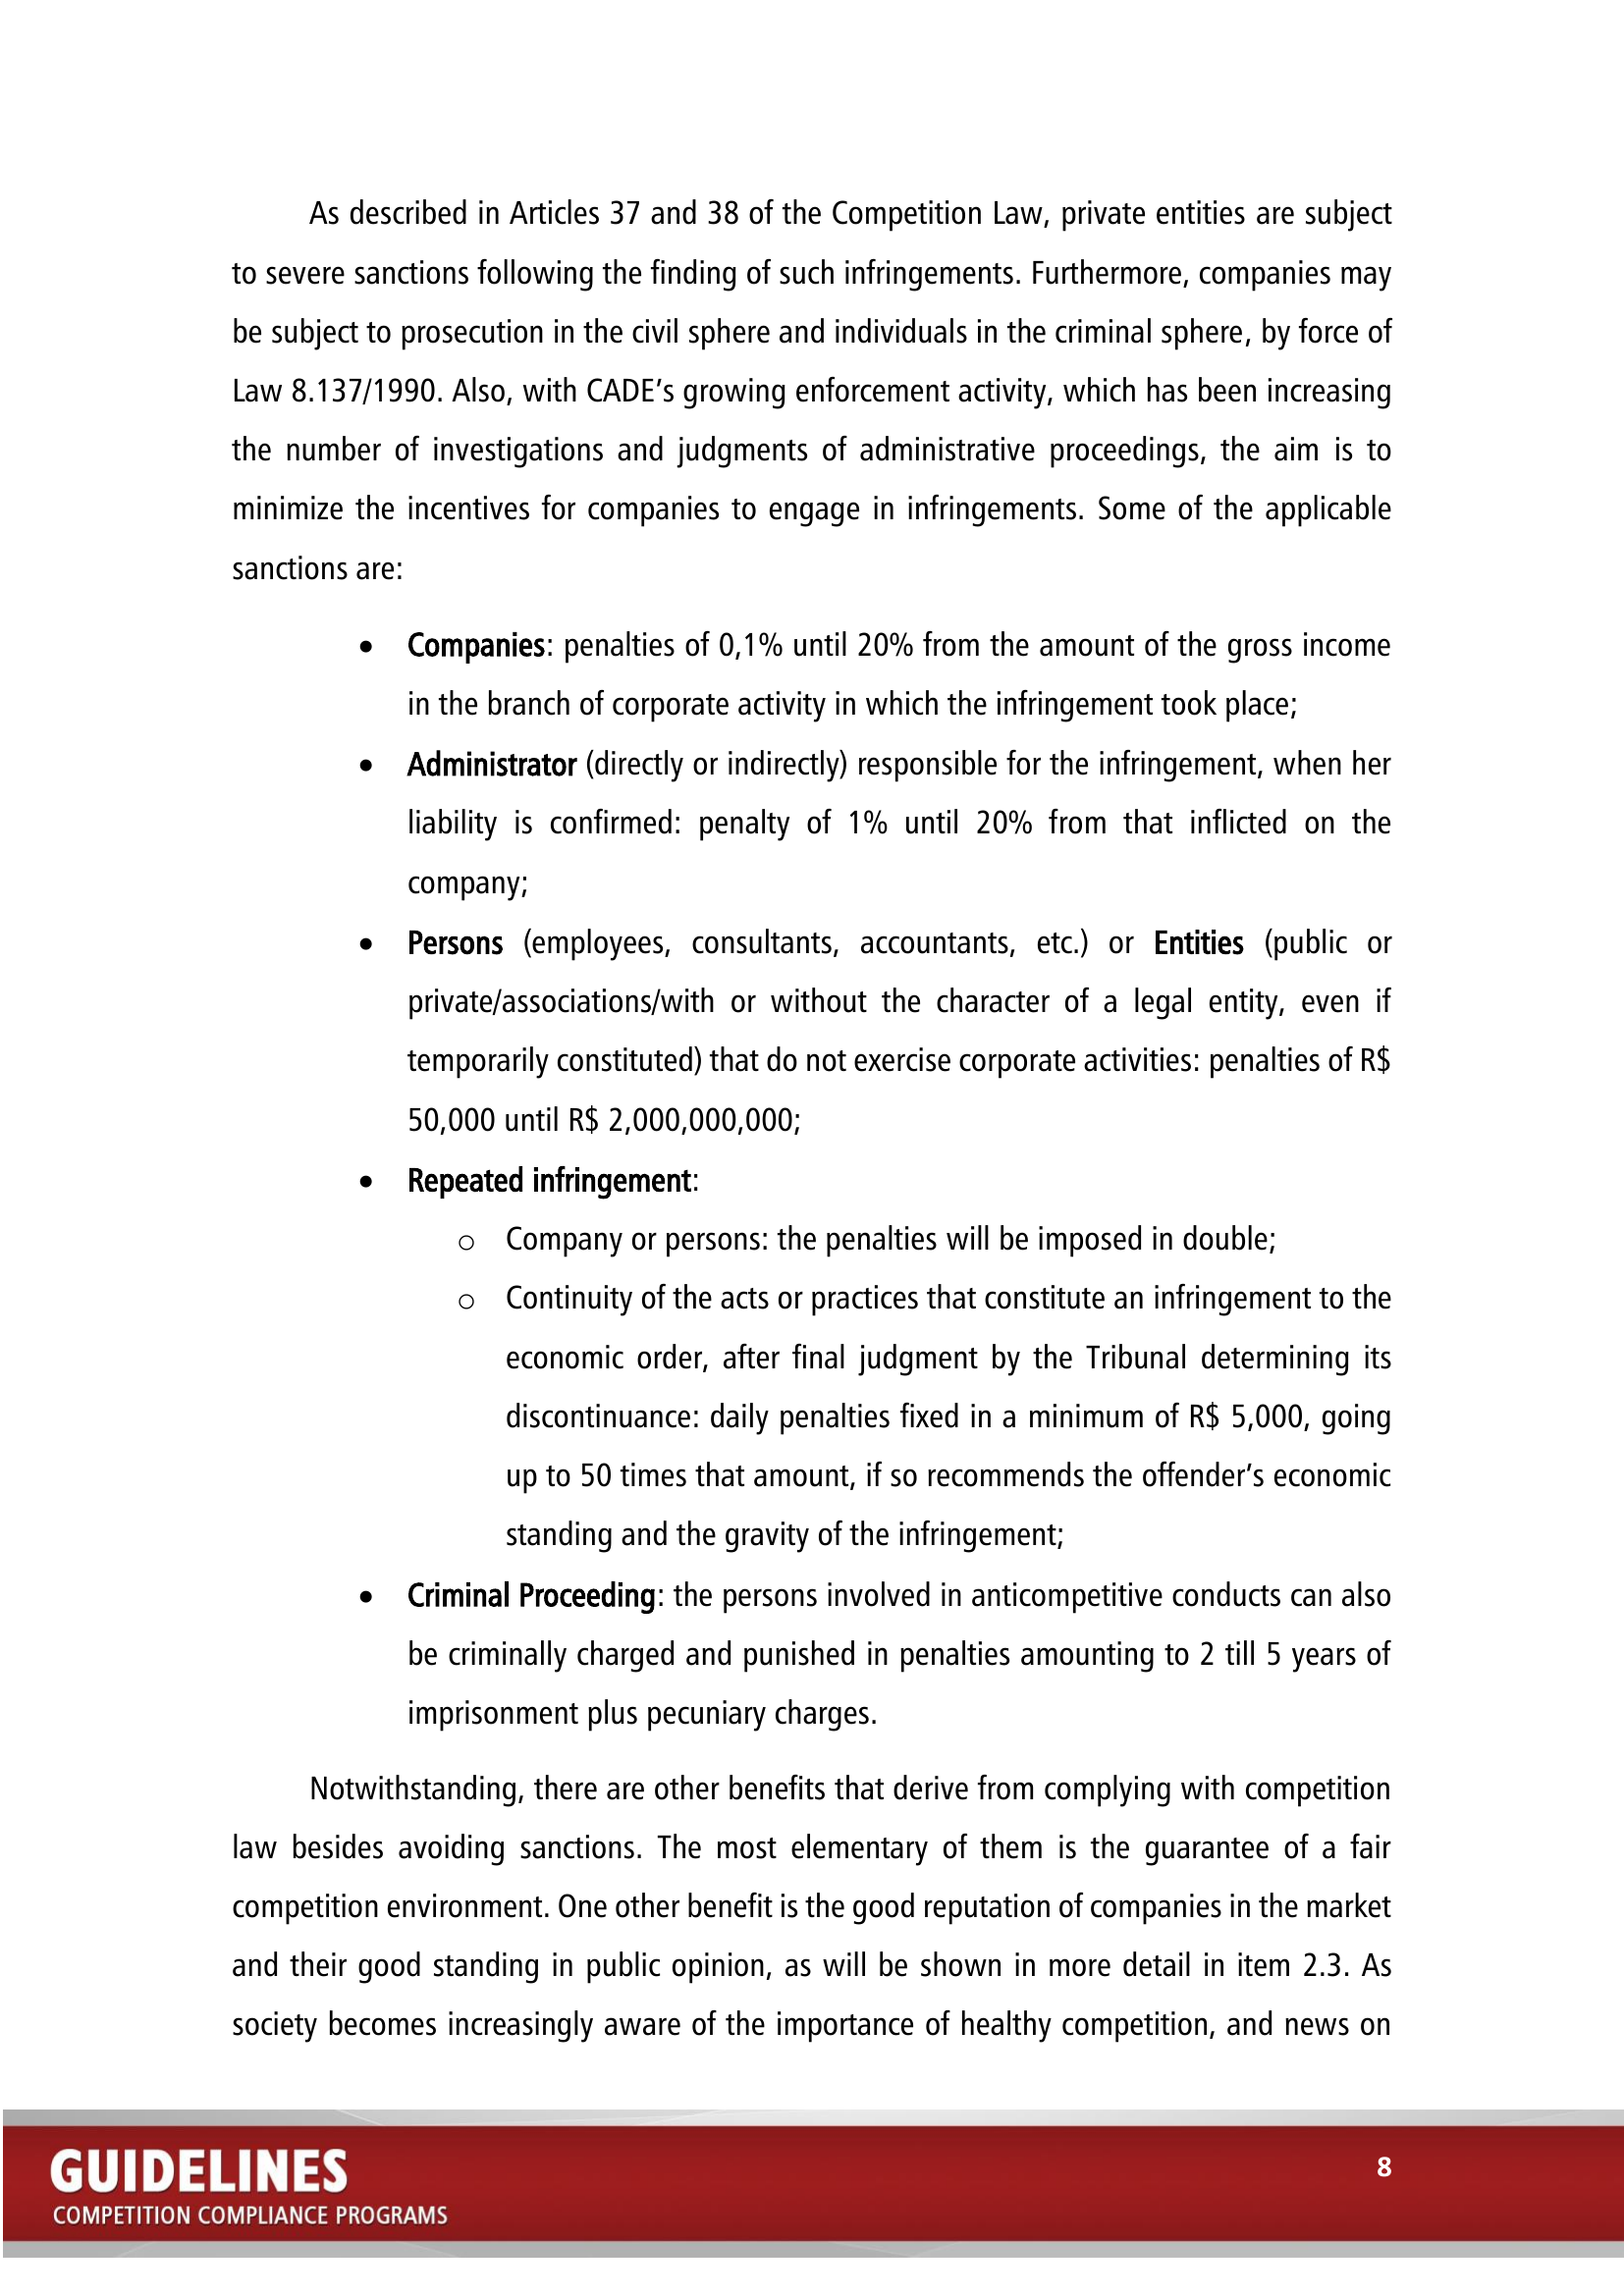 As described in Articles 37 and 38 of the Competition Law, private entities are subject
to severe sanctions following the finding of such infringements. Furthermore, companies may
be subject to prosecution in the civil sphere and individuals in the criminal sphere, by force of
Law 8.137/1990. Also, with CADE’s growing enforcement activity, which has been increasing
the number of investigations and judgments of administrative proceedings, the aim is to
minimize the incentives for companies to engage in infringements. Some of the applicable
sanctions are:
• Companies: penalties of 0,1% until 20% from the amount of the gross income
in the branch of corporate activity in which the infringement took place;
• Administrator (directly or indirectly) responsible for the infringement, when her
liability is confirmed: penalty of 1% until 20% from that inflicted on the
company;
• Persons (employees, consultants, accountants, etc.) or Entities (public or
private/associations/with or without the character of a legal entity, even if
temporarily constituted) that do not exercise corporate activities: penalties of R$
50,000 until R$ 2,000,000,000;
• Repeated infringement:
○ Company or persons: the penalties will be imposed in double;
○ Continuity of the acts or practices that constitute an infringement to the
economic order, after final judgment by the Tribunal determining its
discontinuance: daily penalties fixed in a minimum of R$ 5,000, going
up to 50 times that amount, if so recommends the offender’s economic
standing and the gravity of the infringement;
• Criminal Proceeding: the persons involved in anticompetitive conducts can also
be criminally charged and punished in penalties amounting to 2 till 5 years of
imprisonment plus pecuniary charges.
Notwithstanding, there are other benefits that derive from complying with competition
law besides avoiding sanctions. The most elementary of them is the guarantee of a fair
competition environment. One other benefit is the good reputation of companies in the market
and their good standing in public opinion, as will be shown in more detail in item 2.3. As
society becomes increasingly aware of the importance of healthy competition, and news on
GUIDELINES
COMPETITION COMPLIANCE PROGRAMS
8